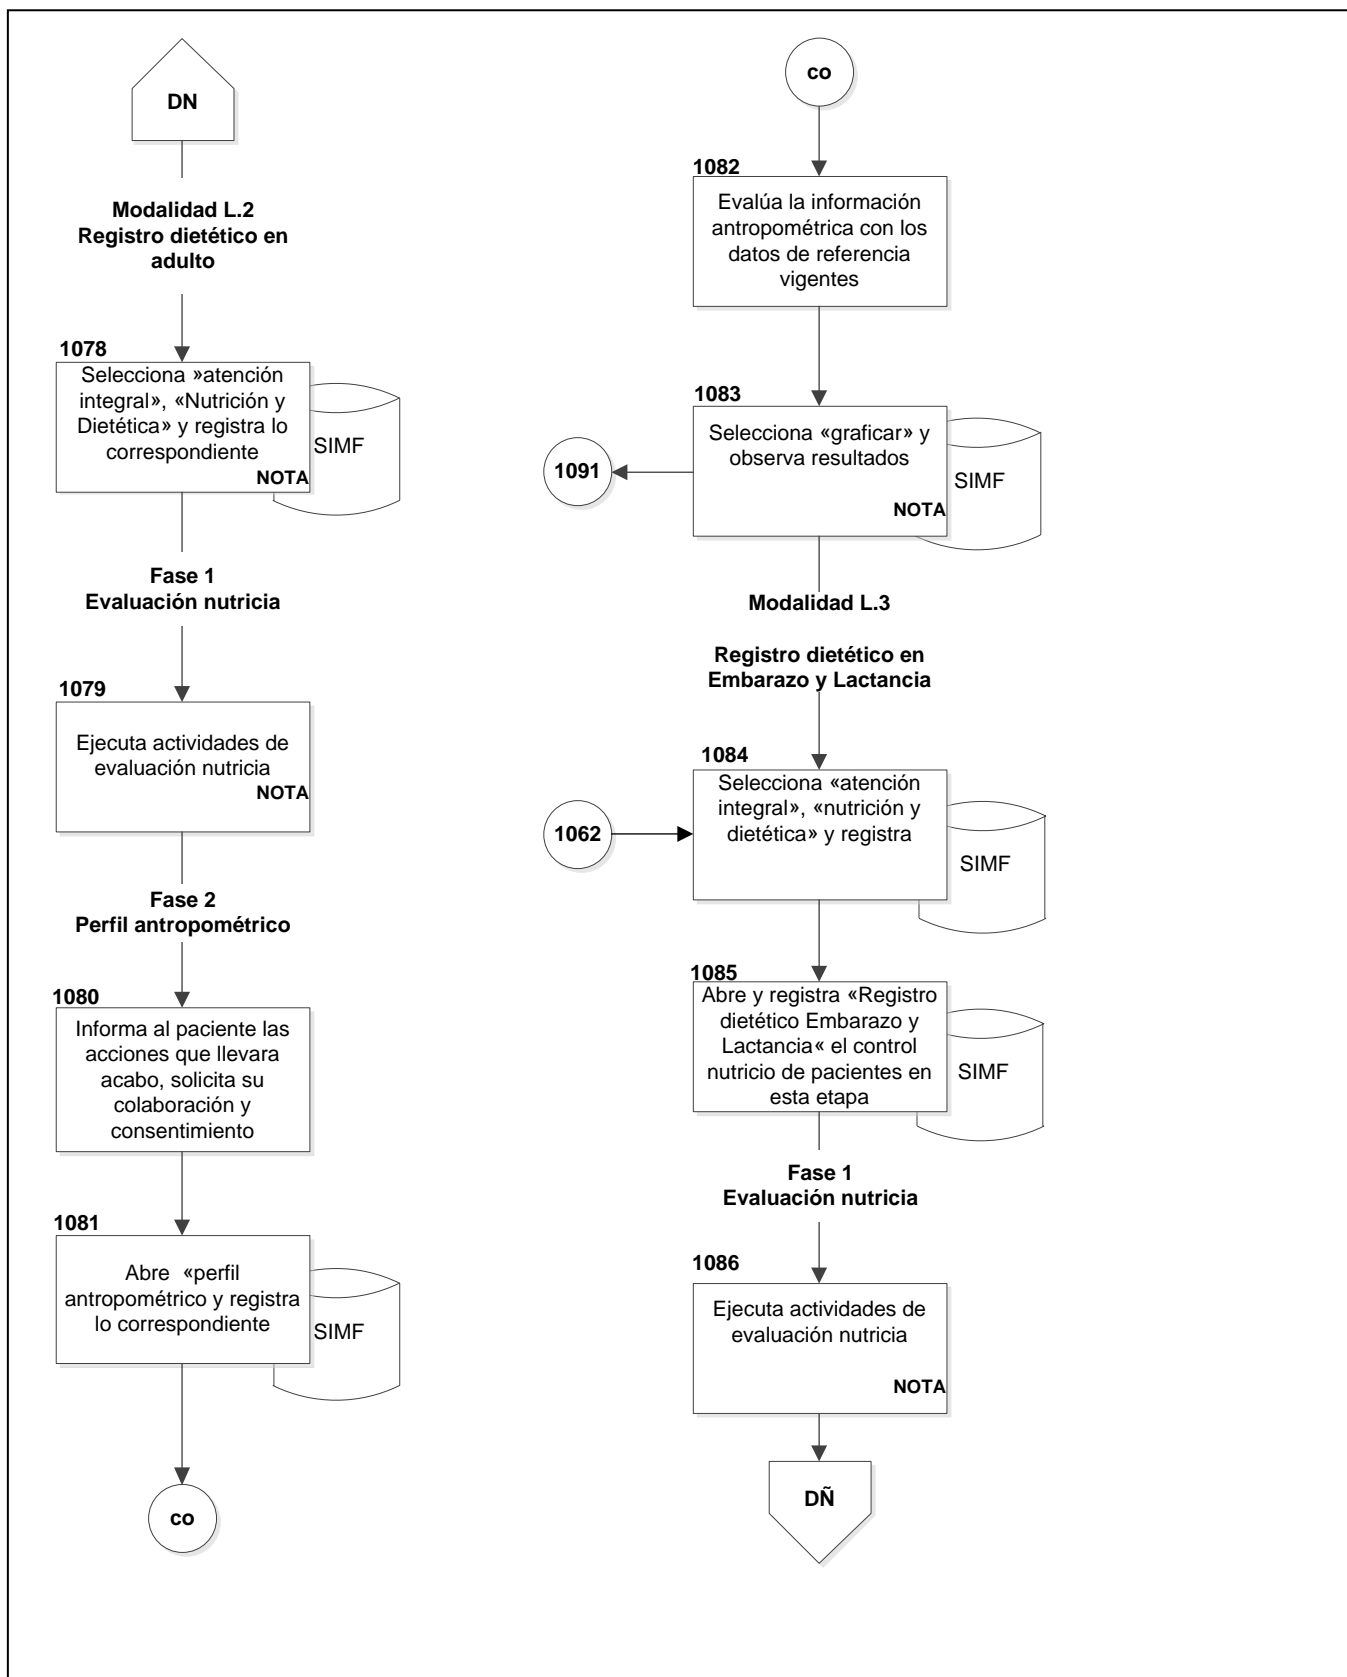 DN
Modalidad L.2
Registro dietético en
adulto
1078
Selecciona »atención
integral», «Nutrición y
Dietética» y registra lo
correspondiente
NOTA
SIMF
Fase 1
Evaluación nutricia
1079
Ejecuta actividades de
evaluación nutricia
NOTA
Fase 2
Perfil antropométrico
1080
Informa al paciente las
acciones que llevara
acabo, solicita su
colaboración y
consentimiento
1081
Abre «perfil
antropométrico y registra
lo correspondiente
SIMF
co
co
1082
Evalúa la información
antropométrica con los
datos de referencia
vigentes
1083
Selecciona «graficar» y
observa resultados
NOTA
SIMF
1091
Modalidad L.3
Registro dietético en
Embarazo y Lactancia
1084
Selecciona «atención
integral», «nutrición y
dietética» y registra
SIMF
1062
1085
Abre y registra «Registro
dietético Embarazo y
Lactancia« el control
nutricio de pacientes en
esta etapa
SIMF
Fase 1
Evaluación nutricia
1086
Ejecuta actividades de
evaluación nutricia
NOTA
DÑ